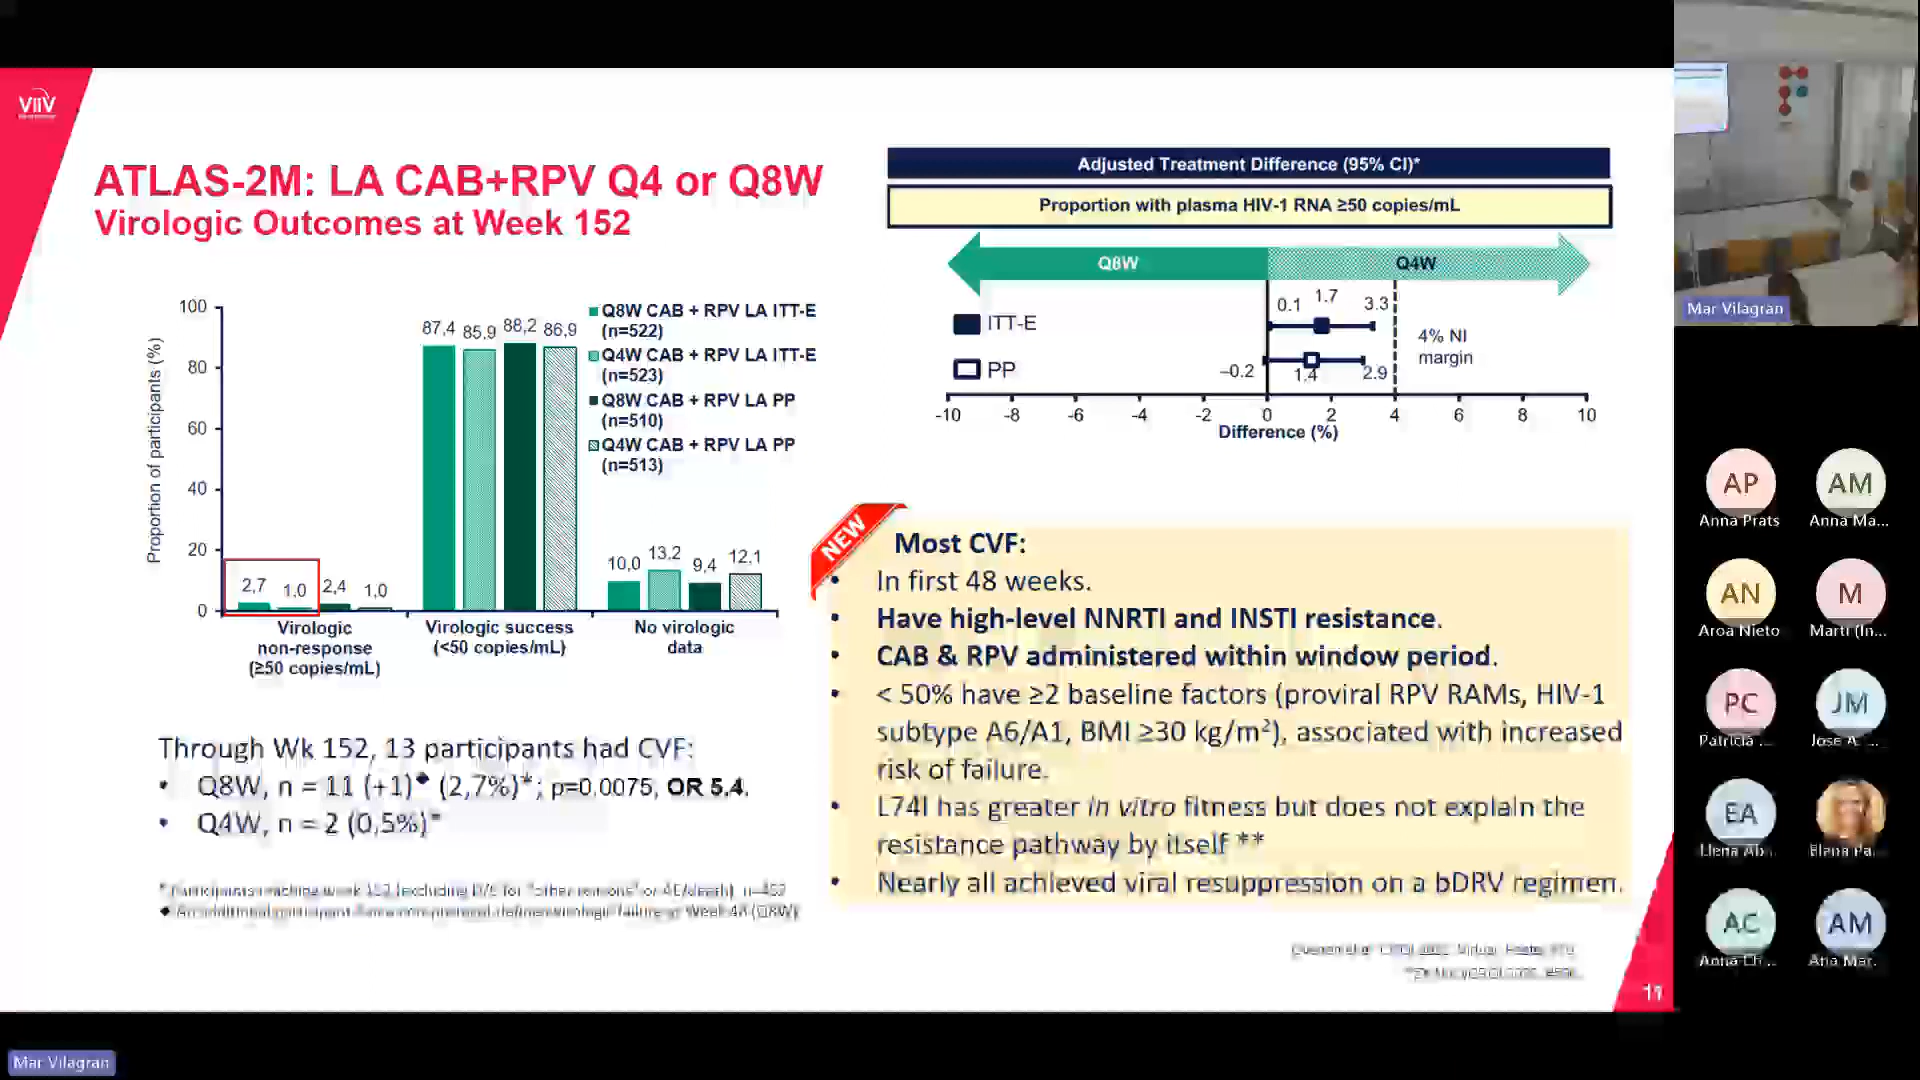 ViiV
ATLAS-2M: LA CAB+RPV Q4 or Q8W
Virologic Outcomes at Week 152
Proportion of participants (%)
100
80
60
40
20
0
2,7
1,0
2,4
1,0
87,4
85,9
88,2
86,9
10,0
13,2
9,4
12,1
Virologic
non-response
(≥50 copies/mL)
Virologic success
(<50 copies/mL)
No virologic
data
Q8W CAB + RPV LA ITT-E
(n=522)
Q4W CAB + RPV LA ITT-E
(n=523)
Q8W CAB + RPV LA PP
(n=510)
Q4W CAB + RPV LA PP
(n=513)
Through Wk 152, 13 participants had CVF:
• Q8W, n = 11 (+1)◆ (2,7%)*; p=0.0075, OR 5.4.
• Q4W, n = 2 (0,5%)*
Adjusted Treatment Difference (95% CI)*
Proportion with plasma HIV-1 RNA ≥50 copies/mL
Q8W
Q4W
0.1
1.7
3.3
ITT-E
4% NI
margin
PP
–0.2
1.4
2.9
-10 -8 -6 -4 -2 0 2 4 6 8 10
Difference (%)
NEW
Most CVF:
• In first 48 weeks.
• Have high-level NNRTI and INSTI resistance.
• CAB & RPV administered within window period.
• < 50% have ≥2 baseline factors (proviral RPV RAMs, HIV-1
subtype A6/A1, BMI ≥30 kg/m²), associated with increased
risk of failure.
• L74I has greater in vitro fitness but does not explain the
resistance pathway by itself **
• Nearly all achieved viral resuppression on a bDRV regimen.
11
Mar Vilagran
Mar Vilagran
AP
Anna Prats
AM
Anna Ma...
AN
Aroa Nieto
M
Martí (In...
PC
Patricia ...
JM
Jose A. ...
EA
Elena Ab...
Eliana Pa...
AC
Anna Ch...
AM
Ana Mar...